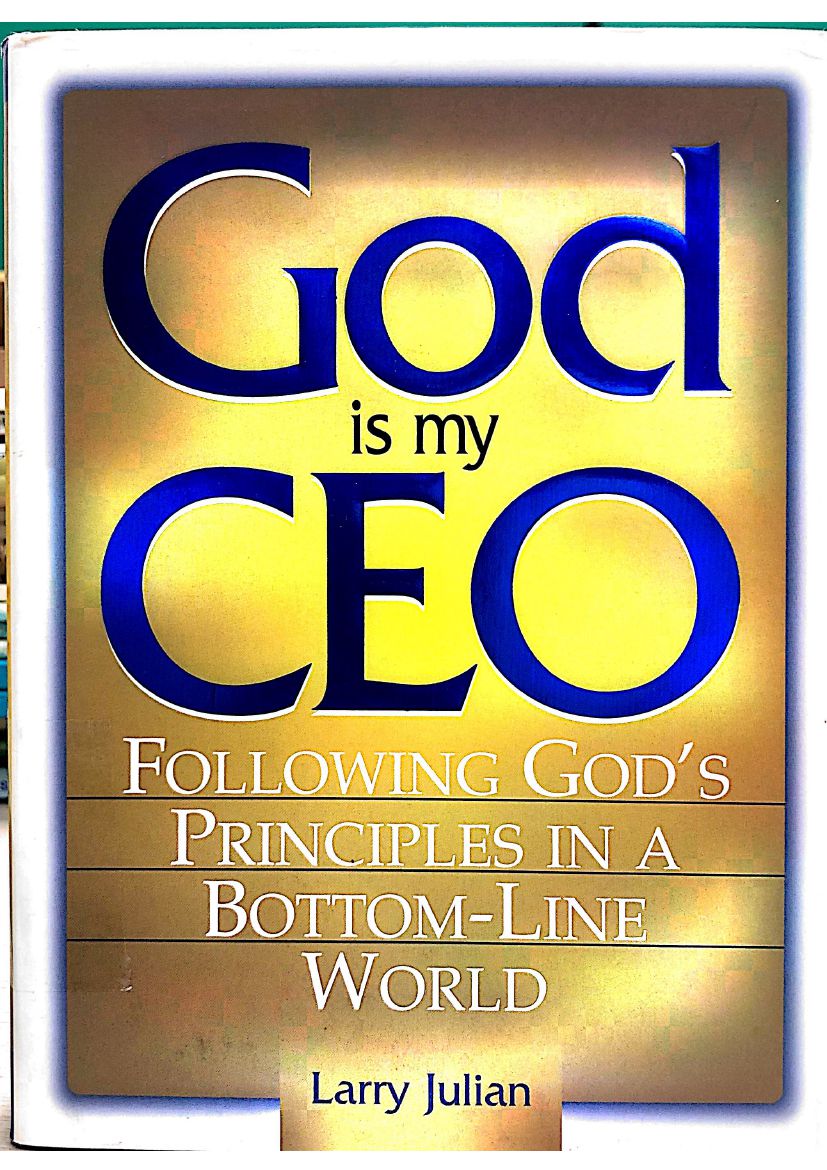 God
is my
CEO
Following God's
Principles in a
Bottom-Line
World
Larry Julian